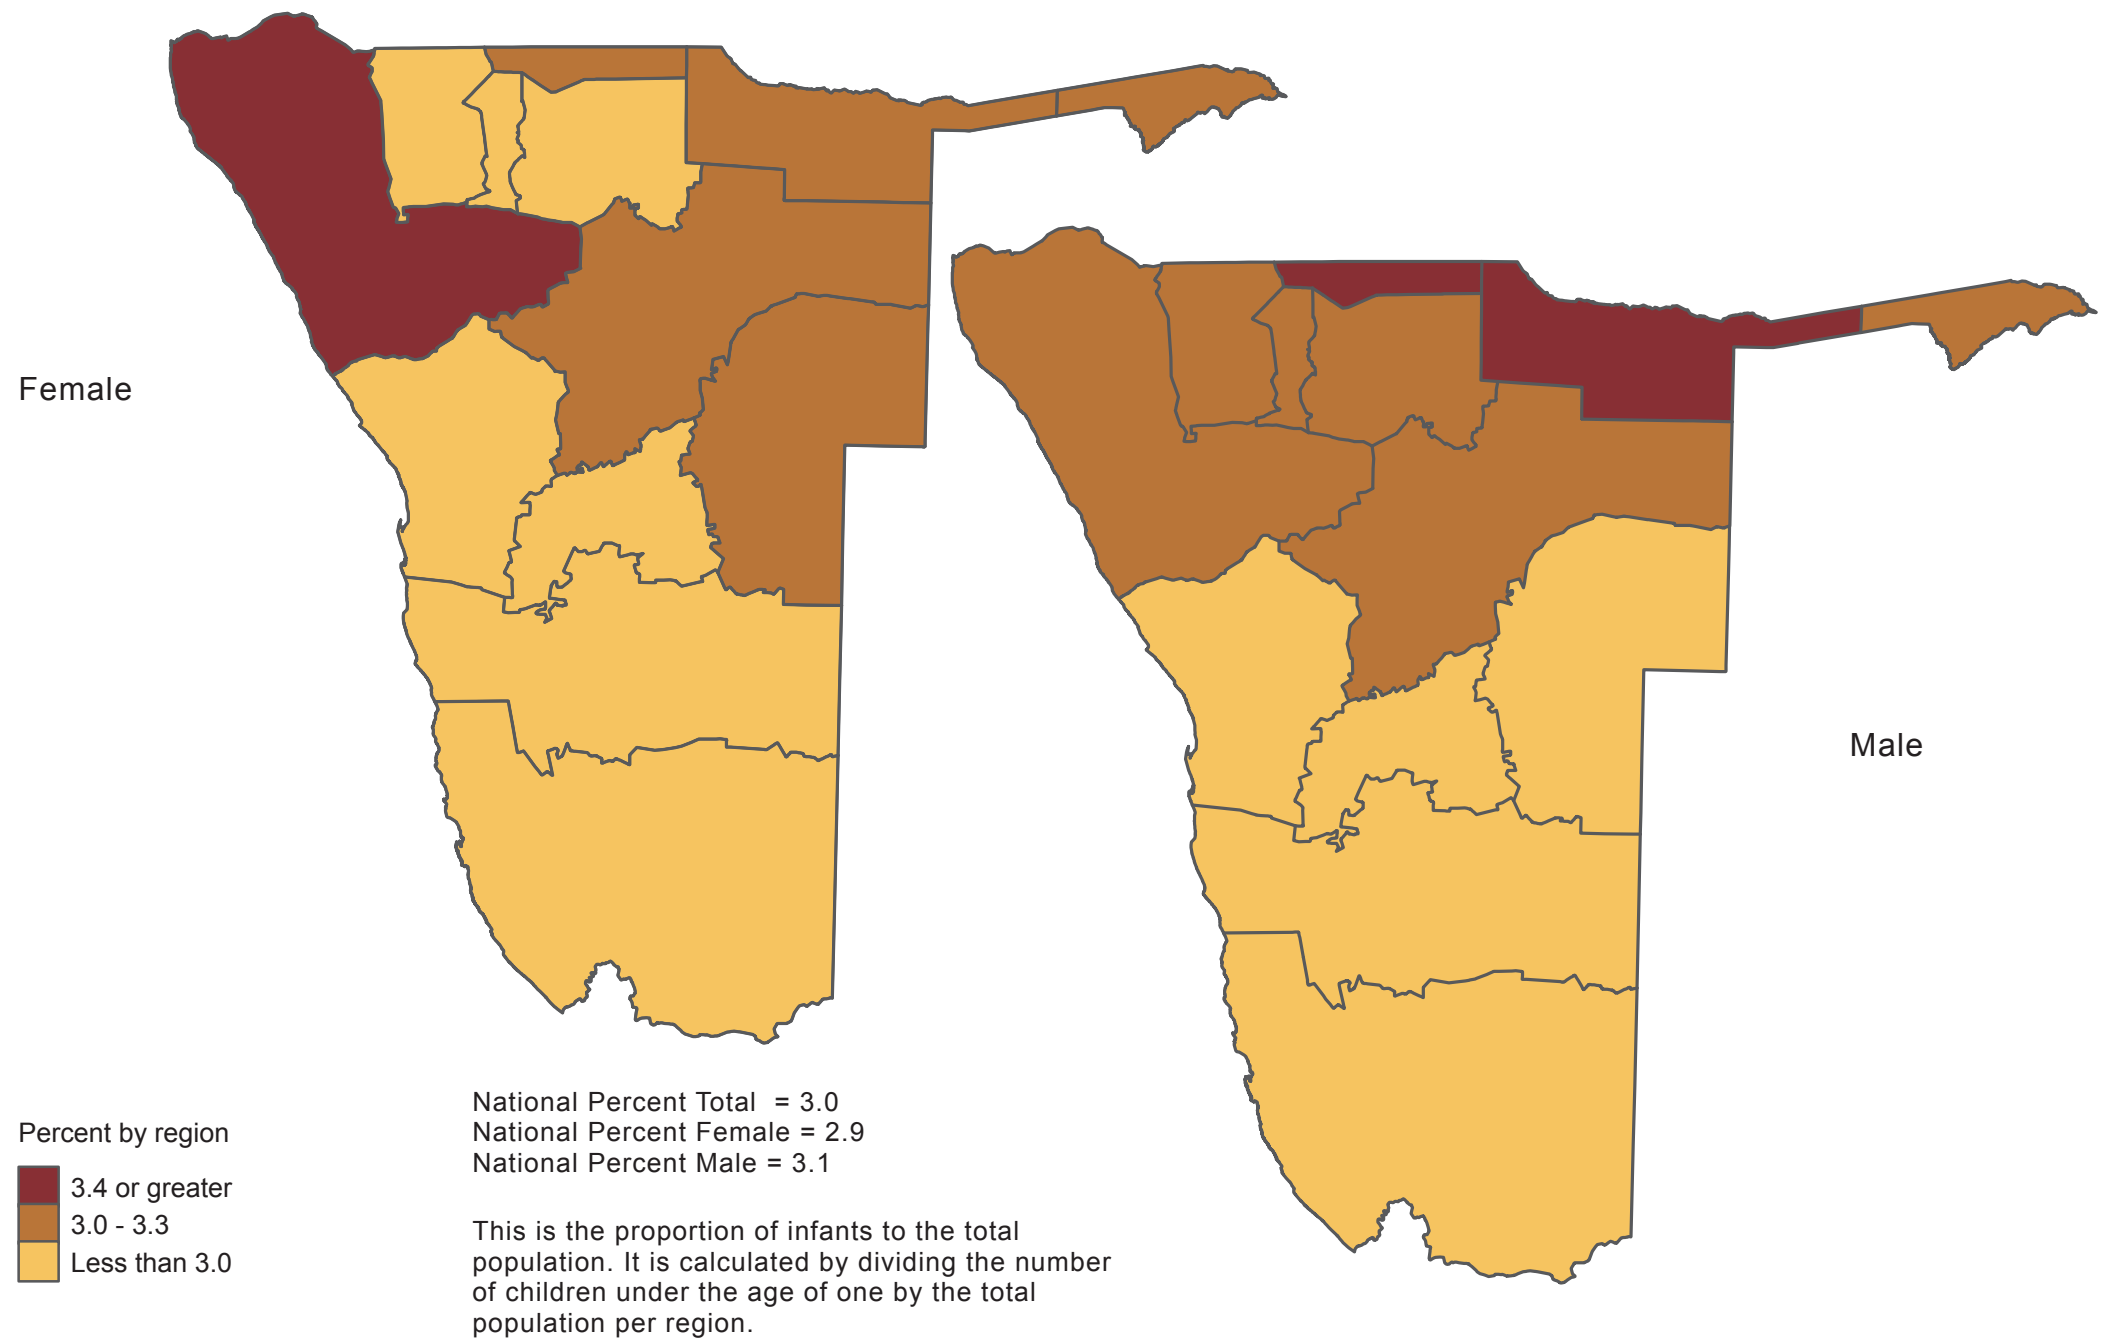 Female
Male
National Percent Total = 3.0
National Percent Female = 2.9
National Percent Male = 3.1
Percent by region
3.4 or greater
3.0 - 3.3
Less than 3.0
This is the proportion of infants to the total
population. It is calculated by dividing the number
of children under the age of one by the total
population per region.